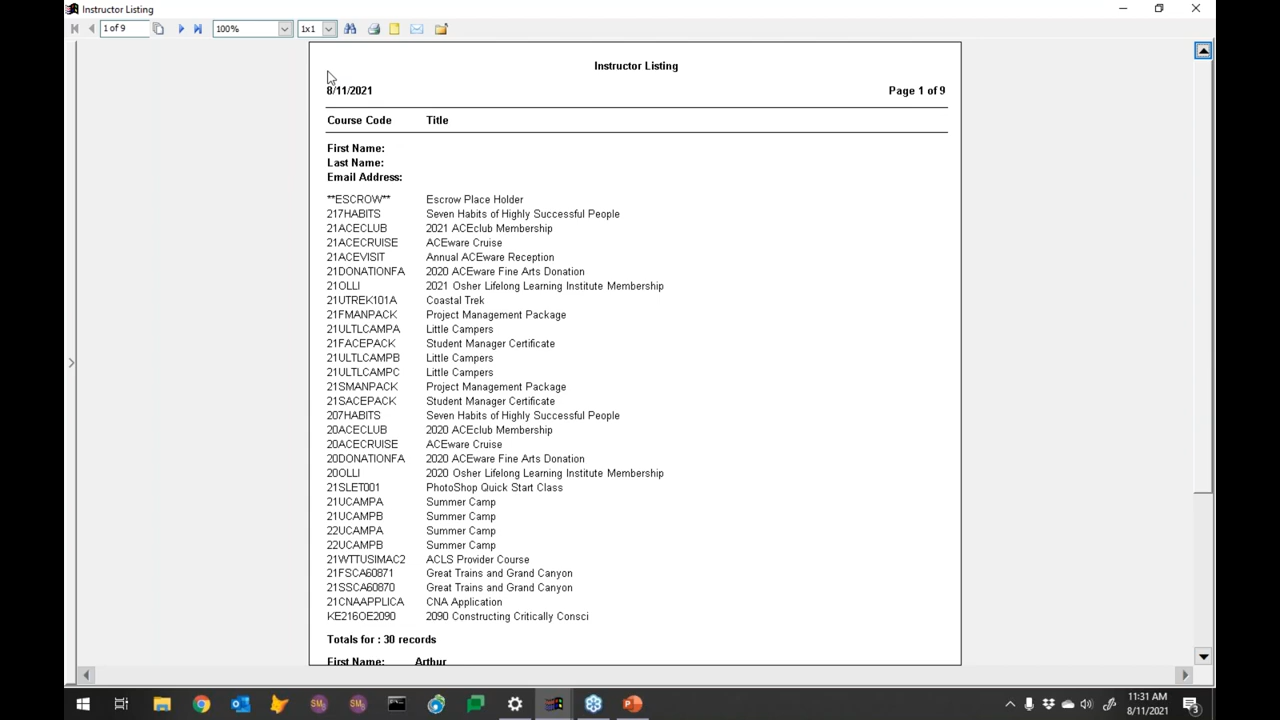 Instructor Listing
1 of 9 100% 1x1
Instructor Listing
8/11/2021 Page 1 of 9
Course Code Title
First Name:
Last Name:
Email Address:
**ESCROW** Escrow Place Holder
217HABITS Seven Habits of Highly Successful People
21ACECLUB 2021 ACEclub Membership
21ACECRUISE ACEware Cruise
21ACEVISIT Annual ACEware Reception
21DONATIONFA 2020 ACEware Fine Arts Donation
21OLLI 2021 Osher Lifelong Learning Institute Membership
21UTREK101A Coastal Trek
21FMANPACK Project Management Package
21ULTLCAMPA Little Campers
21FACEPACK Student Manager Certificate
21ULTLCAMPB Little Campers
21ULTLCAMPC Little Campers
21SMANPACK Project Management Package
21SACEPACK Student Manager Certificate
207HABITS Seven Habits of Highly Successful People
20ACECLUB 2020 ACEclub Membership
20ACECRUISE ACEware Cruise
20DONATIONFA 2020 ACEware Fine Arts Donation
20OLLI 2020 Osher Lifelong Learning Institute Membership
21SLET001 PhotoShop Quick Start Class
21UCAMPA Summer Camp
21UCAMPB Summer Camp
22UCAMPA Summer Camp
22UCAMPB Summer Camp
21WTTUSIMAC2 ACLS Provider Course
21FSCA60871 Great Trains and Grand Canyon
21SSCA60870 Great Trains and Grand Canyon
21CNAAPPLICA CNA Application
KE216OE2090 2090 Constructing Critically Consci
Totals for : 30 records
First Name: Arthur
SM SM
11:31 AM
8/11/2021
3